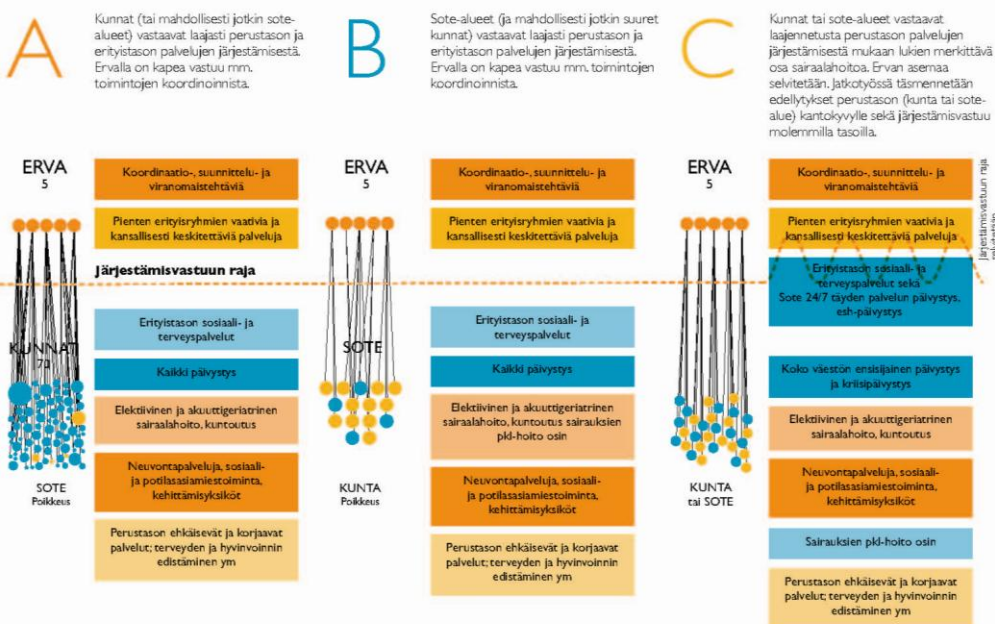 A
Kunnat (tai mahdollisesti jotkin sote-
alueet) vastaavat laajasti perustason ja
erityistason palvelujen järjestämisestä.
Ervalla on kapea vastuu mm.
toimintojen koordinoinnista.
ERVA
5
Koordinaatio-, suunnittelu- ja
viranomaistehtäviä
Pienten erityisryhmien vaativia ja
kansallisesti keskitettäviä palveluja
Järjestämisvastuun raja
Erityistason sosiaali- ja
terveyspalvelut
KUNNAT
70
Kaikki päivystys
Elektiivinen ja akuuttigeriatrinen
sairaalahoito, kuntoutus
Neuvontapalveluja, sosiaali-
ja potilasasiamiestoiminta,
kehittämisyksiköt
SOTE
Poikkeus
Perustason ehkäisevät ja korjaavat
palvelut; terveyden ja hyvinvoinnin
edistäminen ym
B
Sote-alueet (ja mahdollisesti jotkin suuret
kunnat) vastaavat laajasti perustason ja
erityistason palvelujen järjestämisestä.
Ervalla on kapea vastuu mm. toimintojen
koordinoinnista.
ERVA
5
Koordinaatio-, suunnittelu- ja
viranomaistehtäviä
Pienten erityisryhmien vaativia ja
kansallisesti keskitettäviä palveluja
Erityistason sosiaali- ja
terveyspalvelut
SOTE
Kaikki päivystys
Elektiivinen ja akuuttigeriatrinen
sairaalahoito, kuntoutus sairauksien
pkl-hoito osin
Neuvontapalveluja, sosiaali-
ja potilasasiamiestoiminta,
kehittämisyksiköt
KUNTA
Poikkeus
Perustason ehkäisevät ja korjaavat
palvelut; terveyden ja hyvinvoinnin
edistäminen ym
C
Kunnat tai sote-alueet vastaavat
laajennetusta perustason palvelujen
järjestämisestä mukaan lukien merkittävä
osa sairaalahoitoa. Ervan asemaa
selvitetään. Jatkotyössä täsmennetään
edellytykset perustason (kunta tai sote-
alue) kantokyvylle sekä järjestämisvastuu
molemmilla tasoilla.
ERVA
5
Koordinaatio-, suunnittelu- ja
viranomaistehtäviä
Pienten erityisryhmien vaativia ja
kansallisesti keskitettäviä palveluja
Järjestämisvastuun raja
Erityistason sosiaali- ja
terveyspalvelut sekä
Sote 24/7 täyden palvelun päivystys,
esh-päivystys
Koko väestön ensisijainen päivystys
ja kriisipäivystys
Elektiivinen ja akuuttigeriatrinen
sairaalahoito, kuntoutus
Neuvontapalveluja, sosiaali-
ja potilasasiamiestoiminta,
kehittämisyksiköt
KUNTA
tai SOTE
Sairauksien pkl-hoito osin
Perustason ehkäisevät ja korjaavat
palvelut; terveyden ja hyvinvoinnin
edistäminen ym